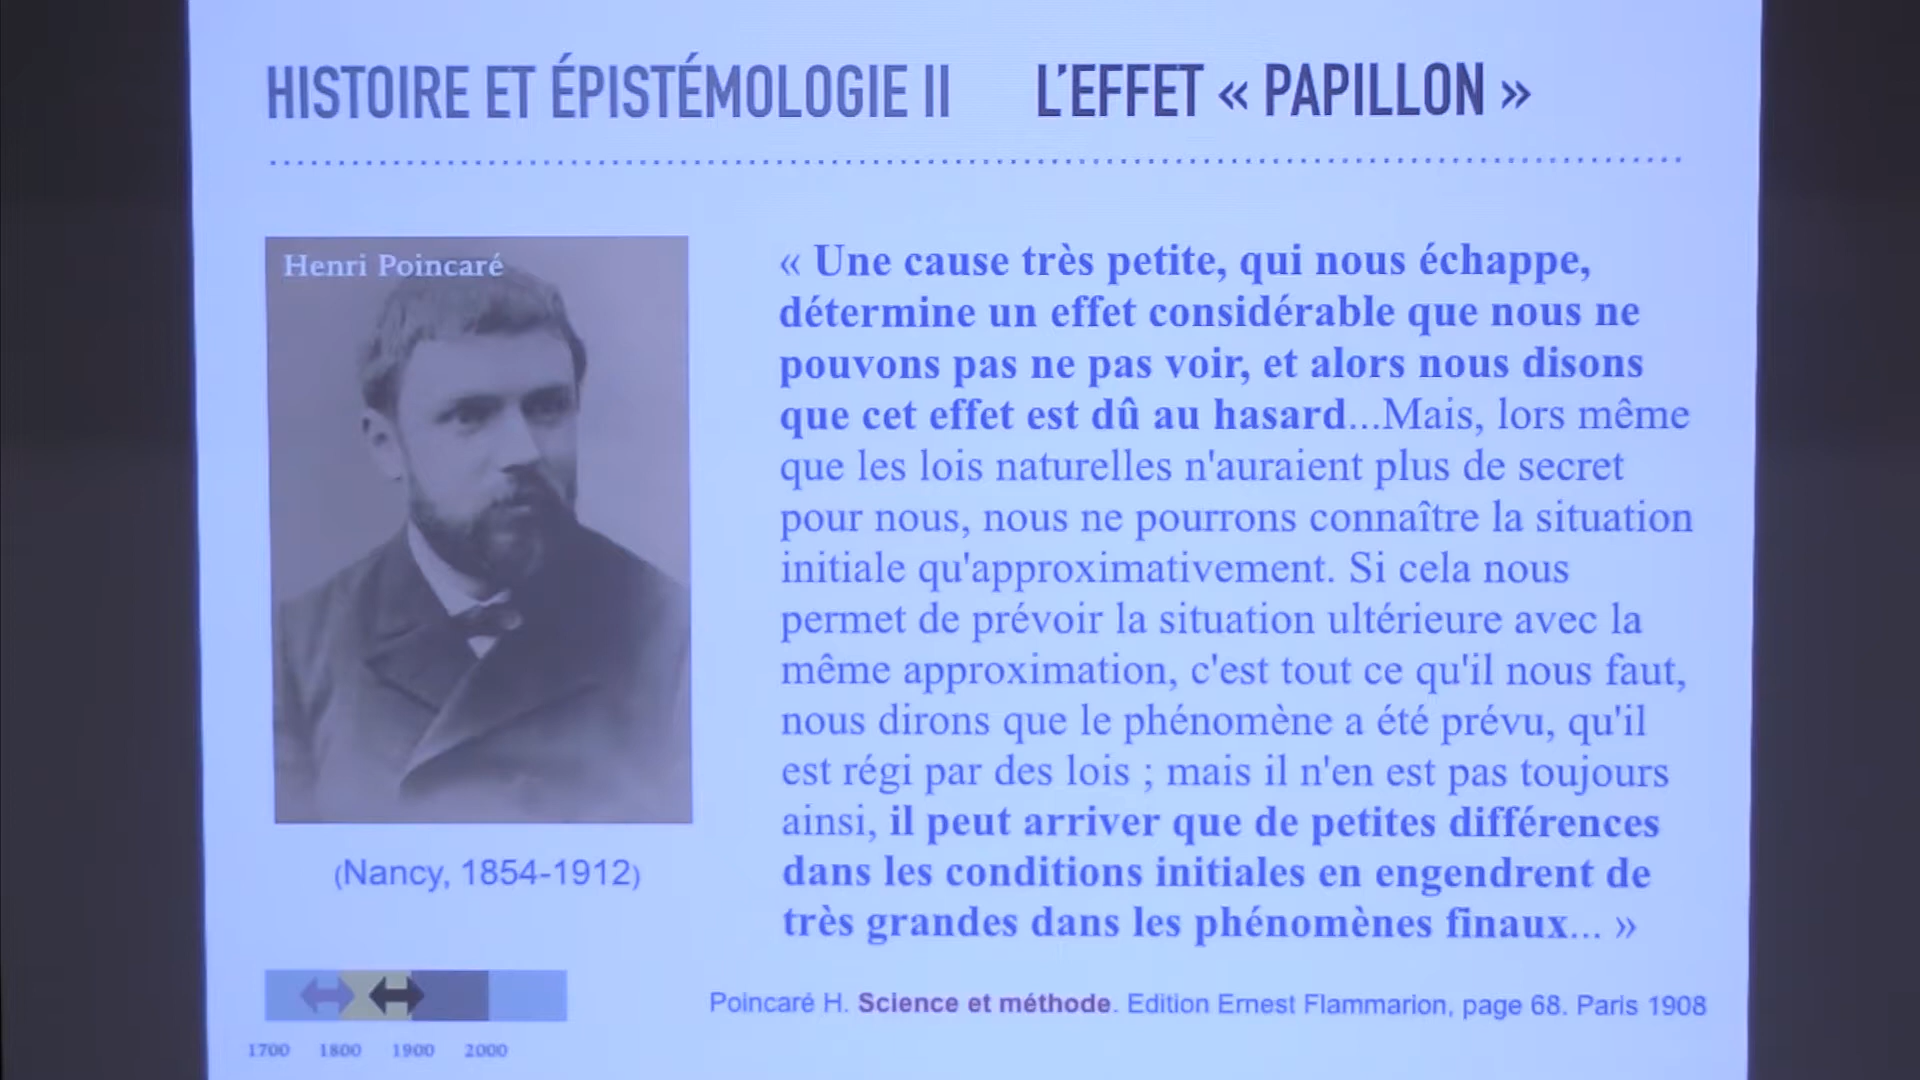 HISTOIRE ET ÉPISTÉMOLOGIE II L'EFFET « PAPILLON »
Henri Poincaré
(Nancy, 1854-1912)
« Une cause très petite, qui nous échappe,
détermine un effet considérable que nous ne
pouvons pas ne pas voir, et alors nous disons
que cet effet est dû au hasard...Mais, lors même
que les lois naturelles n'auraient plus de secret
pour nous, nous ne pourrons connaître la situation
initiale qu'approximativement. Si cela nous
permet de prévoir la situation ultérieure avec la
même approximation, c'est tout ce qu'il nous faut,
nous dirons que le phénomène a été prévu, qu'il
est régi par des lois ; mais il n'en est pas toujours
ainsi, il peut arriver que de petites différences
dans les conditions initiales en engendrent de
très grandes dans les phénomènes finaux... »
Poincaré H. Science et méthode. Edition Ernest Flammarion, page 68. Paris 1908
1700 1800 1900 2000